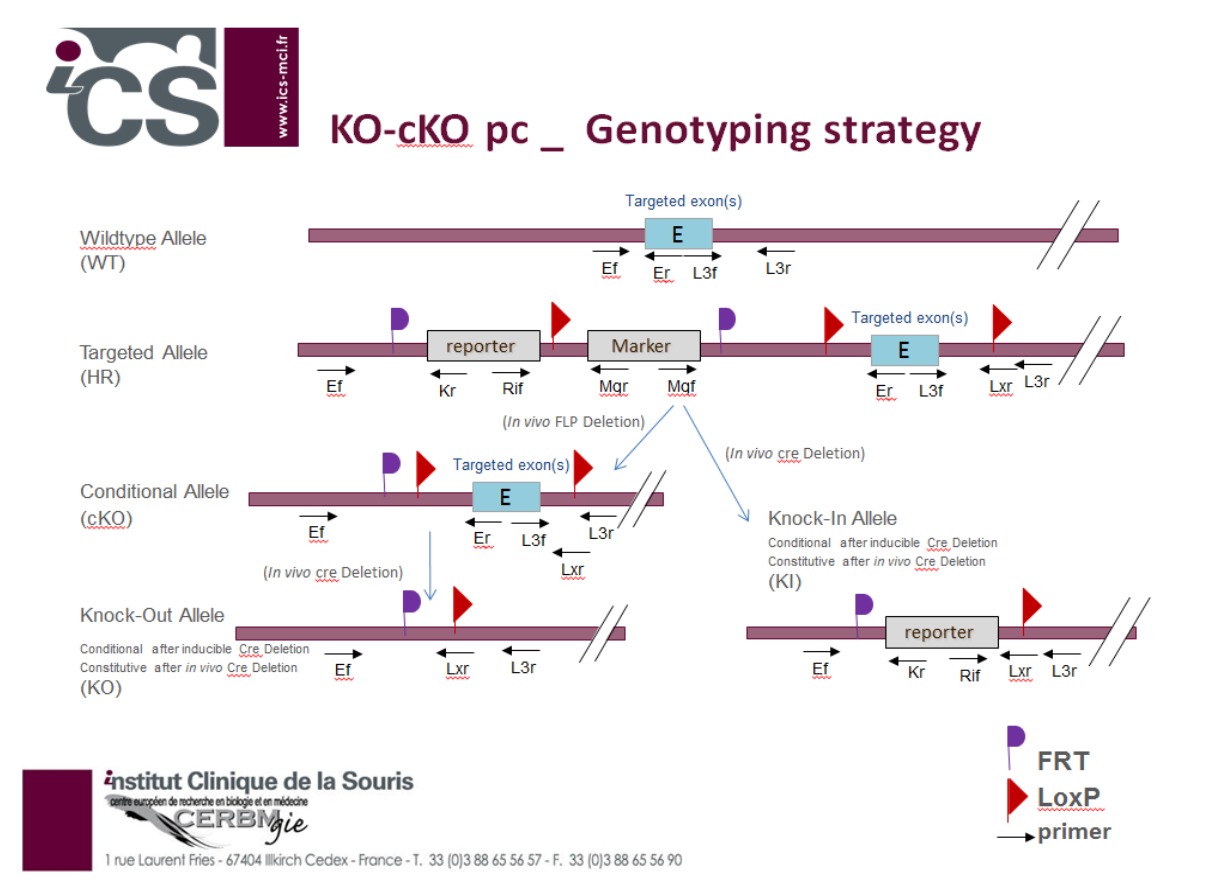 iCS
www.ics-mci.fr
KO-cKO pc _ Genotyping strategy
Targeted exon(s)
Wildtype Allele
(WT)
E
Ef
Er
L3f
L3r
Targeted exon(s)
Targeted Allele
(HR)
reporter
Marker
E
Ef
Kr
Rif
Mqr
Mqf
Er
L3f
Lxr
L3r
(In vivo FLP Deletion)
(In vivo cre Deletion)
Targeted exon(s)
Conditional Allele
(cKO)
E
Ef
Er
L3f
L3r
Lxr
(In vivo cre Deletion)
Knock-In Allele
Conditional after inducible Cre Deletion
Constitutive after in vivo Cre Deletion
(KI)
Knock-Out Allele
Conditional after inducible Cre Deletion
Constitutive after in vivo Cre Deletion
(KO)
Ef
Lxr
L3r
reporter
Ef
Kr
Rif
Lxr
L3r
FRT
LoxP
primer
institut Clinique de la Souris
centre européen de recherche en biologie et en médecine
CERBMgie
1 rue Laurent Fries - 67404 Illkirch Cedex - France - T. 33 (0)3 88 65 56 57 - F. 33 (0)3 88 65 56 90